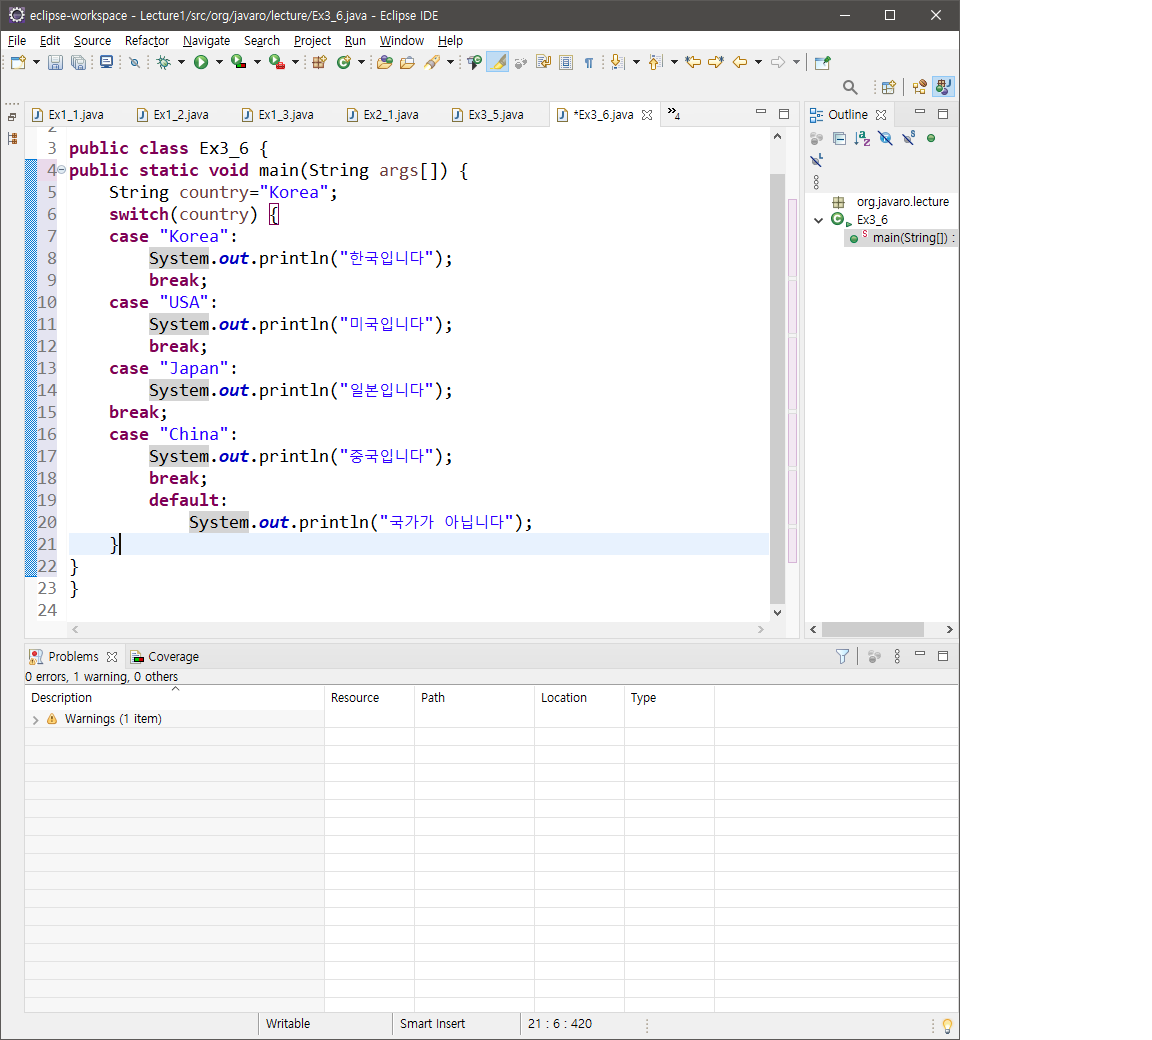 eclipse-workspace - Lecture1/src/org/javaro/lecture/Ex3_6.java - Eclipse IDE
File Edit Source Refactor Navigate Search Project Run Window Help
Ex1_1.java Ex1_2.java Ex1_3.java Ex2_1.java Ex3_5.java *Ex3_6.java »4 Outline
3 public class Ex3_6 {
4 public static void main(String args[]) {
5 String country="Korea";
6 switch(country) {
7 case "Korea":
8 System.out.println("한국입니다");
9 break;
10 case "USA":
11 System.out.println("미국입니다");
12 break;
13 case "Japan":
14 System.out.println("일본입니다");
15 break;
16 case "China":
17 System.out.println("중국입니다");
18 break;
19 default:
20 System.out.println("국가가 아닙니다");
21 }
22 }
23 }
24
org.javaro.lecture
Ex3_6
main(String[]) :
Problems Coverage
0 errors, 1 warning, 0 others
Description Resource Path Location Type
Warnings (1 item)
Writable Smart Insert 21 : 6 : 420